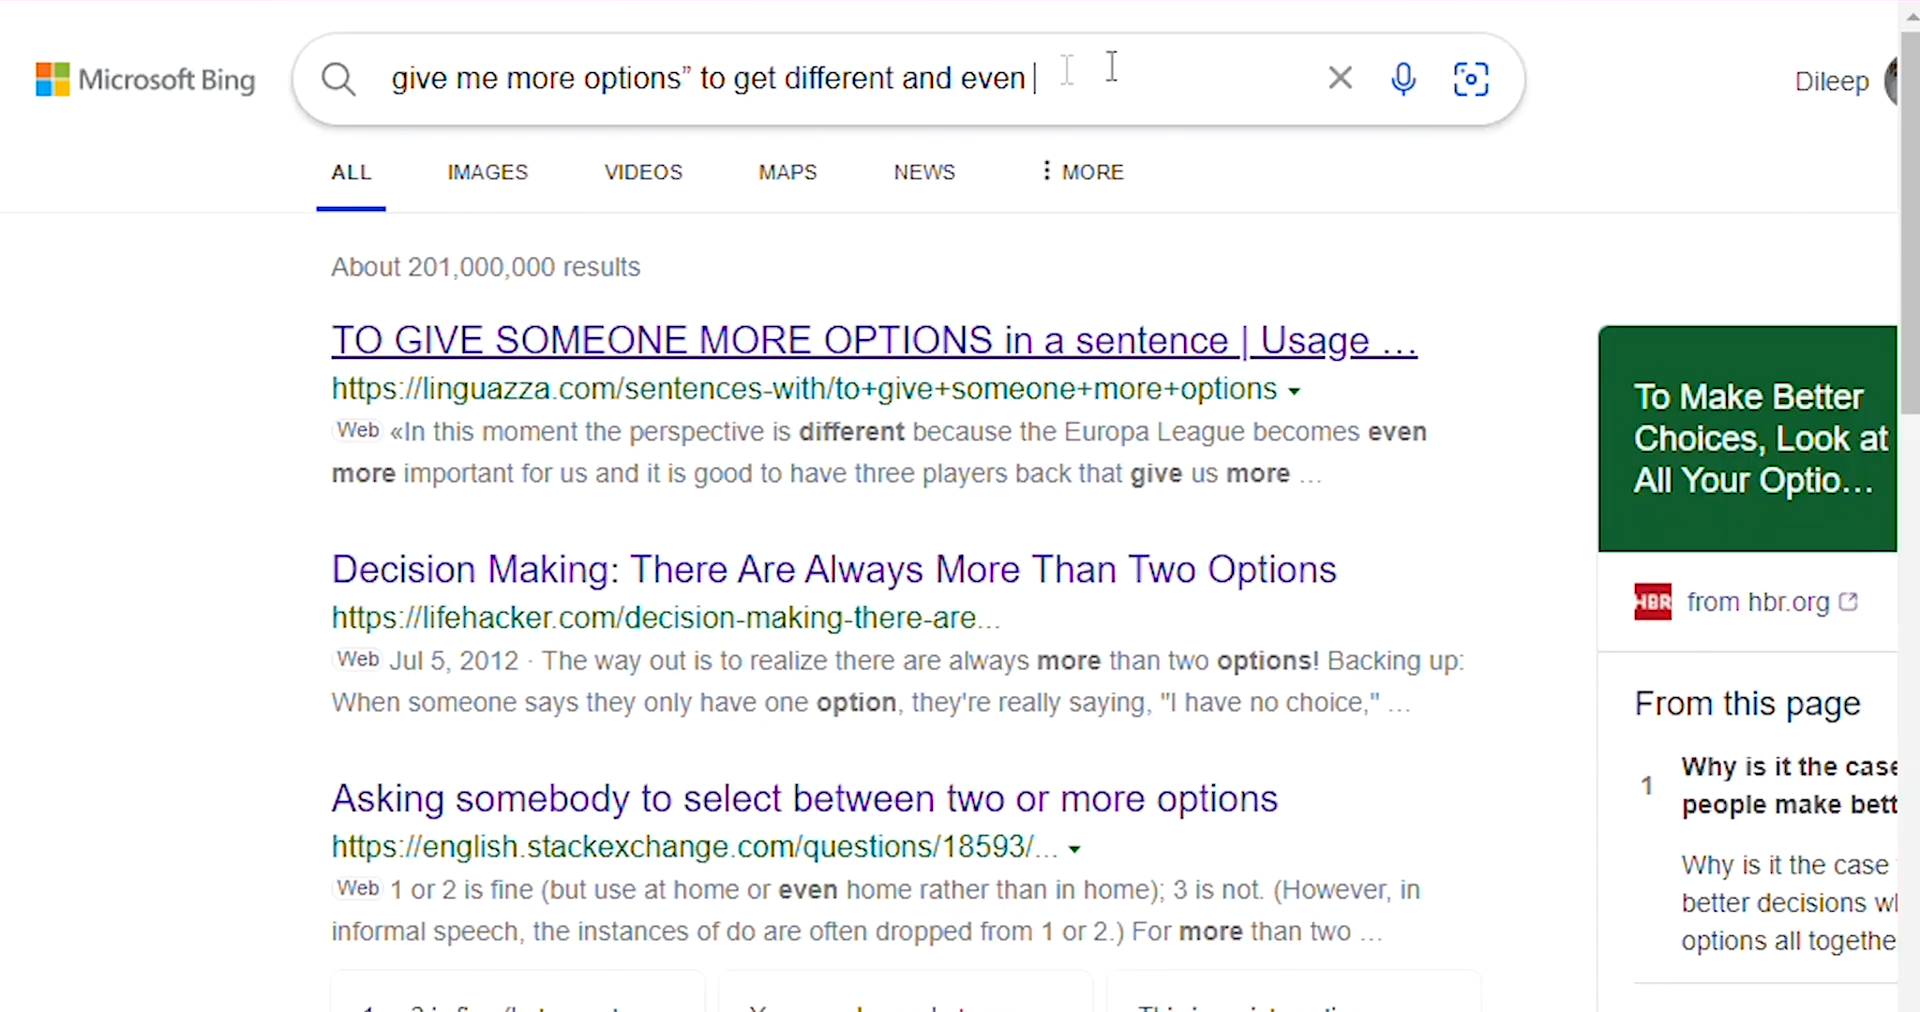 Microsoft Bing
give me more options” to get different and even
Dileep
ALL IMAGES VIDEOS MAPS NEWS MORE
About 201,000,000 results
TO GIVE SOMEONE MORE OPTIONS in a sentence | Usage ...
https://linguazza.com/sentences-with/to+give+someone+more+options
Web «In this moment the perspective is different because the Europa League becomes even
more important for us and it is good to have three players back that give us more ...
Decision Making: There Are Always More Than Two Options
https://lifehacker.com/decision-making-there-are...
Web Jul 5, 2012 · The way out is to realize there are always more than two options! Backing up:
When someone says they only have one option, they're really saying, "I have no choice," ...
Asking somebody to select between two or more options
https://english.stackexchange.com/questions/18593/...
Web 1 or 2 is fine (but use at home or even home rather than in home); 3 is not. (However, in
informal speech, the instances of do are often dropped from 1 or 2.) For more than two ...
To Make Better
Choices, Look at
All Your Optio...
HBR from hbr.org
From this page
1
Why is it the case
people make bett
Why is it the case
better decisions wl
options all togethe